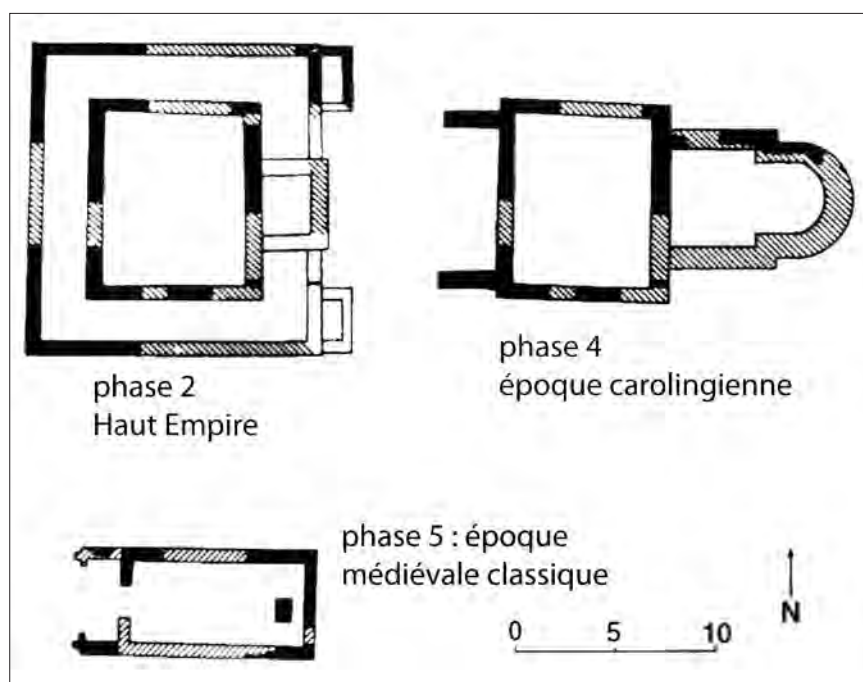 phase 2
Haut Empire
phase 4
époque carolingienne
phase 5 : époque
médiévale classique
N
0 5 10